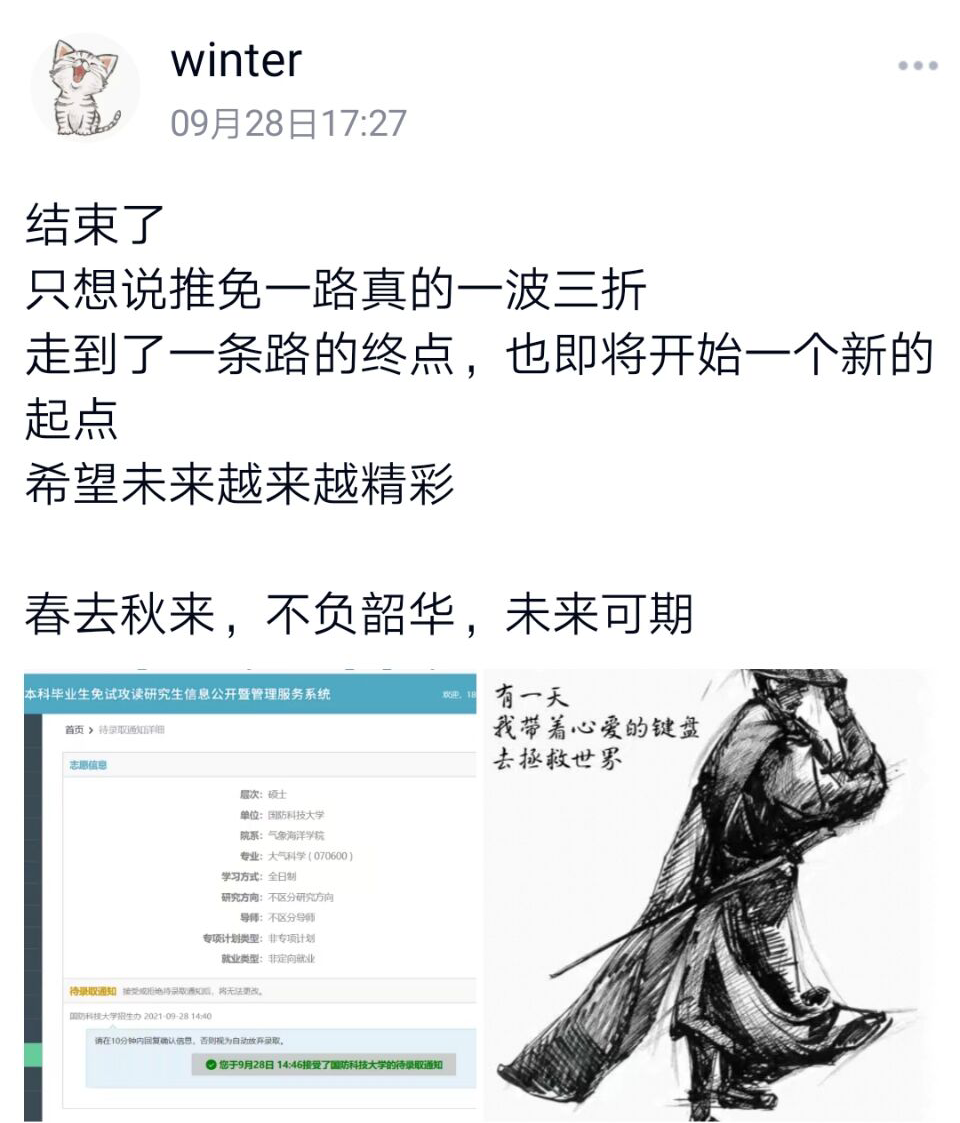 winter
09月28日17:27
结束了
只想说推免一路真的一波三折
走到了一条路的终点，也即将开始一个新的
起点
希望未来越来越精彩
春去秋来，不负韶华，未来可期
本科毕业生免试攻读研究生信息公开暨管理服务系统
欢迎，18
首页 > 待录取通知详细
志愿信息
层次： 硕士
单位： 国防科技大学
院系： 气象海洋学院
专业： 大气科学 ( 070600 )
学习方式： 全日制
研究方向： 不区分研究方向
导师： 不区分导师
专项计划类型： 非专项计划
就业类型： 非定向就业
待录取通知 接受或拒绝待录取通知后，将无法更改。
国防科技大学招生办 2021-09-28 14:40
请在10分钟内回复确认信息，否则视为自动放弃录取。
您于9月28日 14:46接受了国防科技大学的待录取通知
有一天
我带着心爱的键盘
去拯救世界